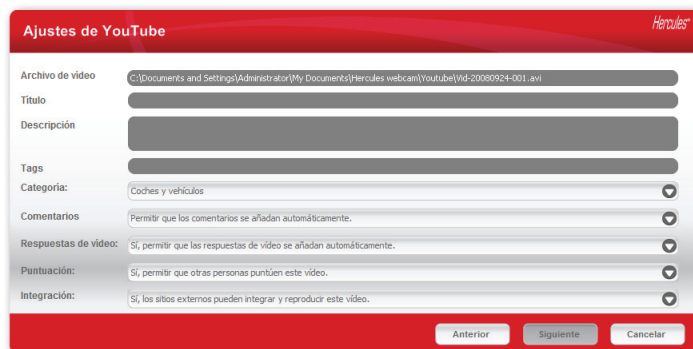 Ajustes de YouTube
Hercules
Archivo de vídeo
C:\Documents and Settings\Administrator\My Documents\Hercules webcam\Youtube\Vid-20080924-001.avi
Título
Descripción
Tags
Categoría:
Coches y vehículos
Comentarios
Permitir que los comentarios se añadan automáticamente.
Respuestas de vídeo:
Sí, permitir que las respuestas de vídeo se añadan automáticamente.
Puntuación:
Sí, permitir que otras personas puntúen este vídeo.
Integración:
Sí, los sitios externos pueden integrar y reproducir este vídeo.
Anterior
Siguiente
Cancelar